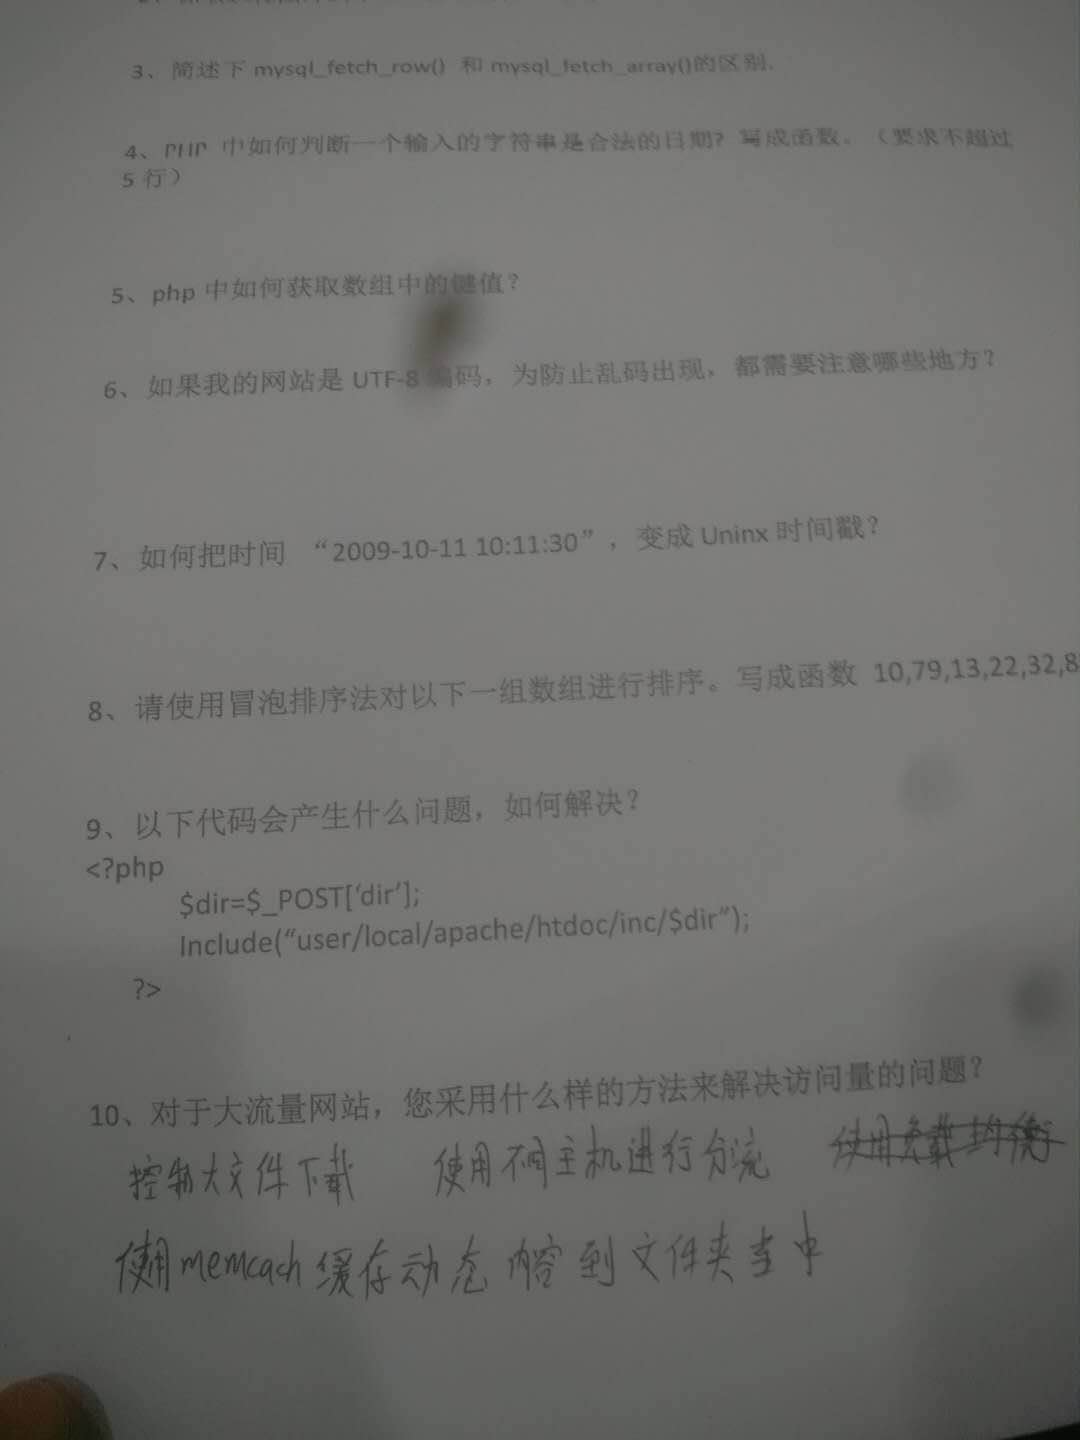 3、简述下 mysql_fetch_row() 和 mysql_fetch_array()的区别.
4、PHP 中如何判断一个输入的字符串是合法的日期？写成函数。（要求不超过
5 行）
5、php 中如何获取数组中的键值？
6、如果我的网站是 UTF-8 编码，为防止乱码出现，都需要注意哪些地方？
7、如何把时间 “2009-10-11 10:11:30”，变成 Uninx 时间戳？
8、请使用冒泡排序法对以下一组数组进行排序。写成函数 10,79,13,22,32,8
9、以下代码会产生什么问题，如何解决？
<?php
$dir=$_POST[‘dir’];
Include(“user/local/apache/htdoc/inc/$dir”);
?>
10、对于大流量网站，您采用什么样的方法来解决访问量的问题？
控制大文件下载 使用不同主机进行分流 使用负载均衡
使用memcach缓存动态内容到文件夹当中